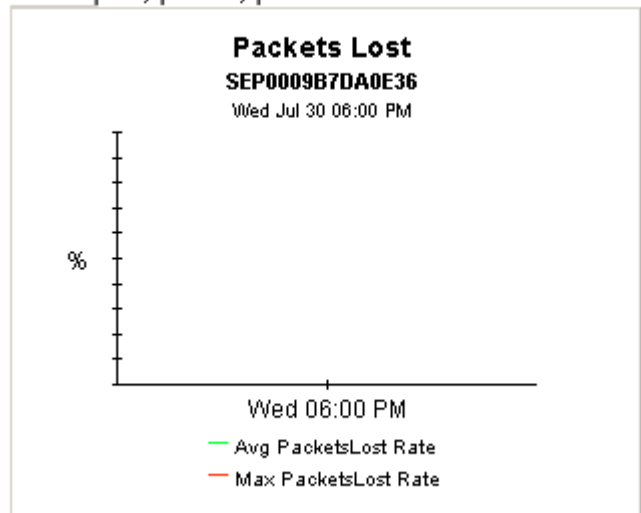 Packets Lost
SEP0009B7DA0E36
Wed Jul 30 06:00 PM
%
Wed 06:00 PM
Avg PacketsLost Rate
Max PacketsLost Rate